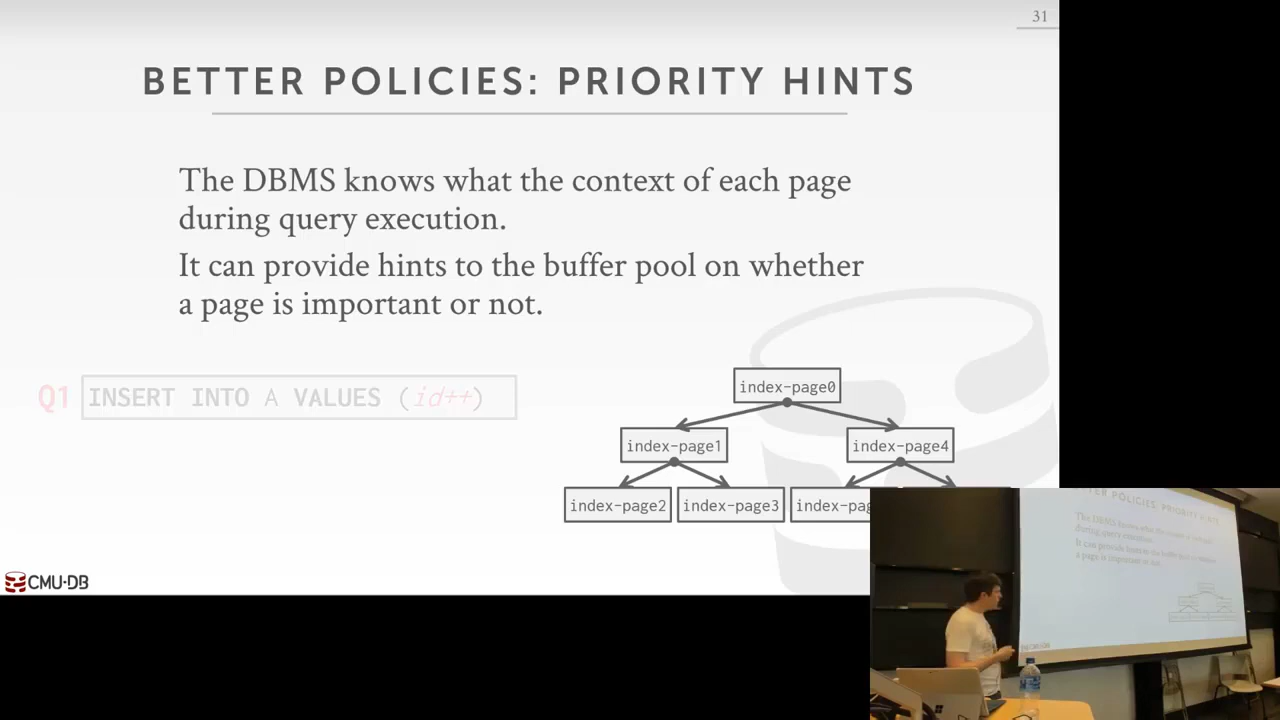 31
BETTER POLICIES: PRIORITY HINTS
The DBMS knows what the context of each page
during query execution.
It can provide hints to the buffer pool on whether
a page is important or not.
Q1 INSERT INTO A VALUES (id++)
index-page0
index-page1 index-page4
index-page2 index-page3
CMU·DB